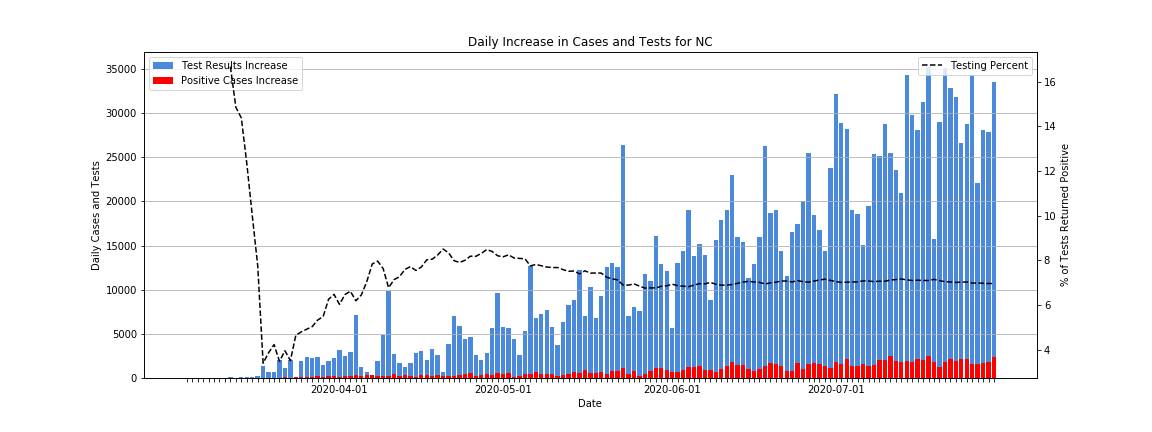 Daily Increase in Cases and Tests for NC
Test Results Increase
Positive Cases Increase
Testing Percent
35000
30000
25000
20000
15000
10000
5000
0
Daily Cases and Tests
16
14
12
10
8
6
4
% of Tests Returned Positive
2020-04-01
2020-05-01
2020-06-01
2020-07-01
Date